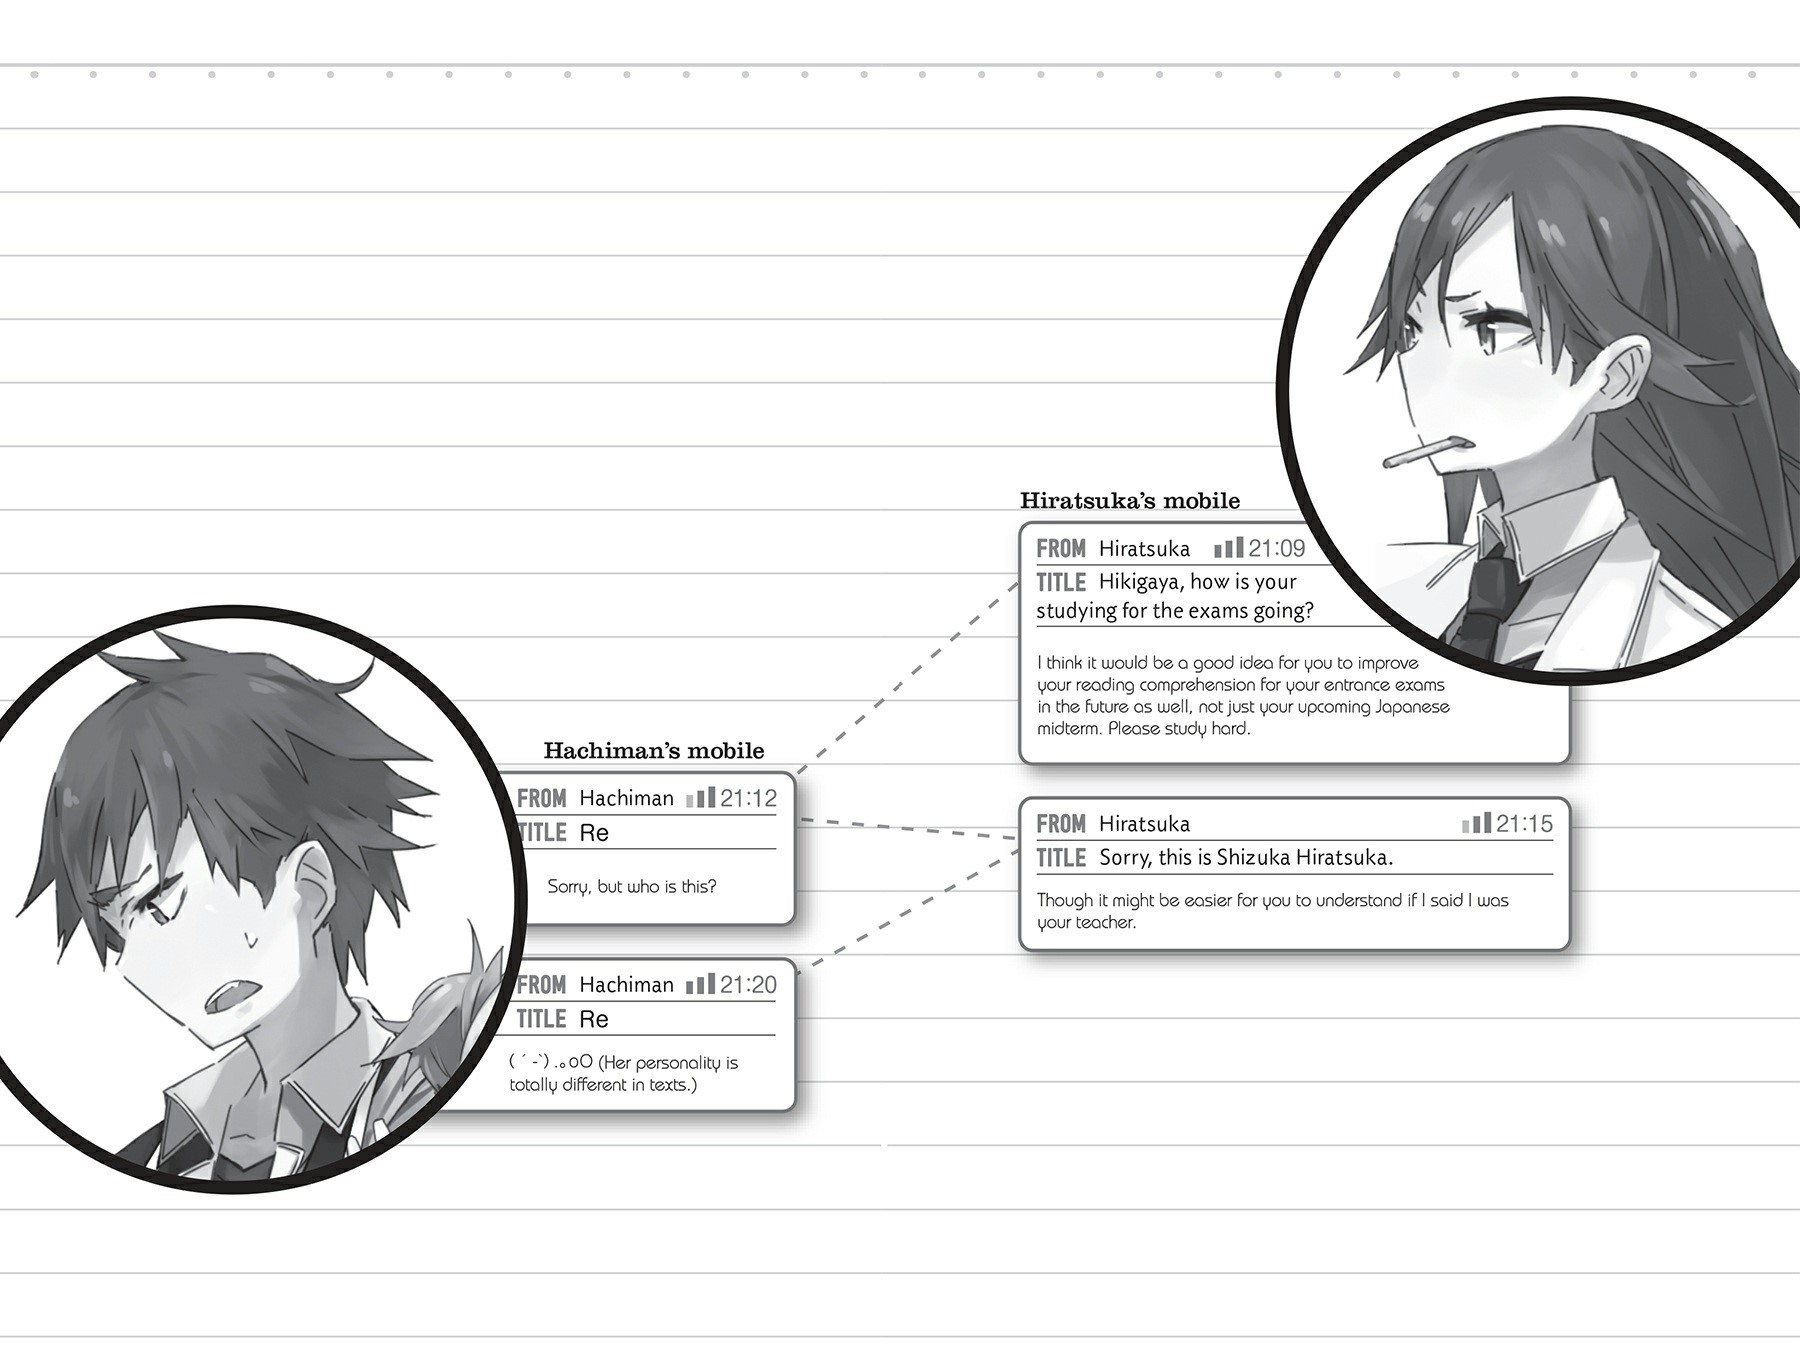 Hiratsuka's mobile
FROM Hiratsuka 21:09
TITLE Hikigaya, how is your
studying for the exams going?
I think it would be a good idea for you to improve
your reading comprehension for your entrance exams
in the future as well, not just your upcoming Japanese
midterm. Please study hard.
Hachiman's mobile
FROM Hachiman 21:12
TITLE Re
Sorry, but who is this?
FROM Hiratsuka 21:15
TITLE Sorry, this is Shizuka Hiratsuka.
Though it might be easier for you to understand if I said I was
your teacher.
FROM Hachiman 21:20
TITLE Re
( ´ -`) .｡oO (Her personality is
totally different in texts.)